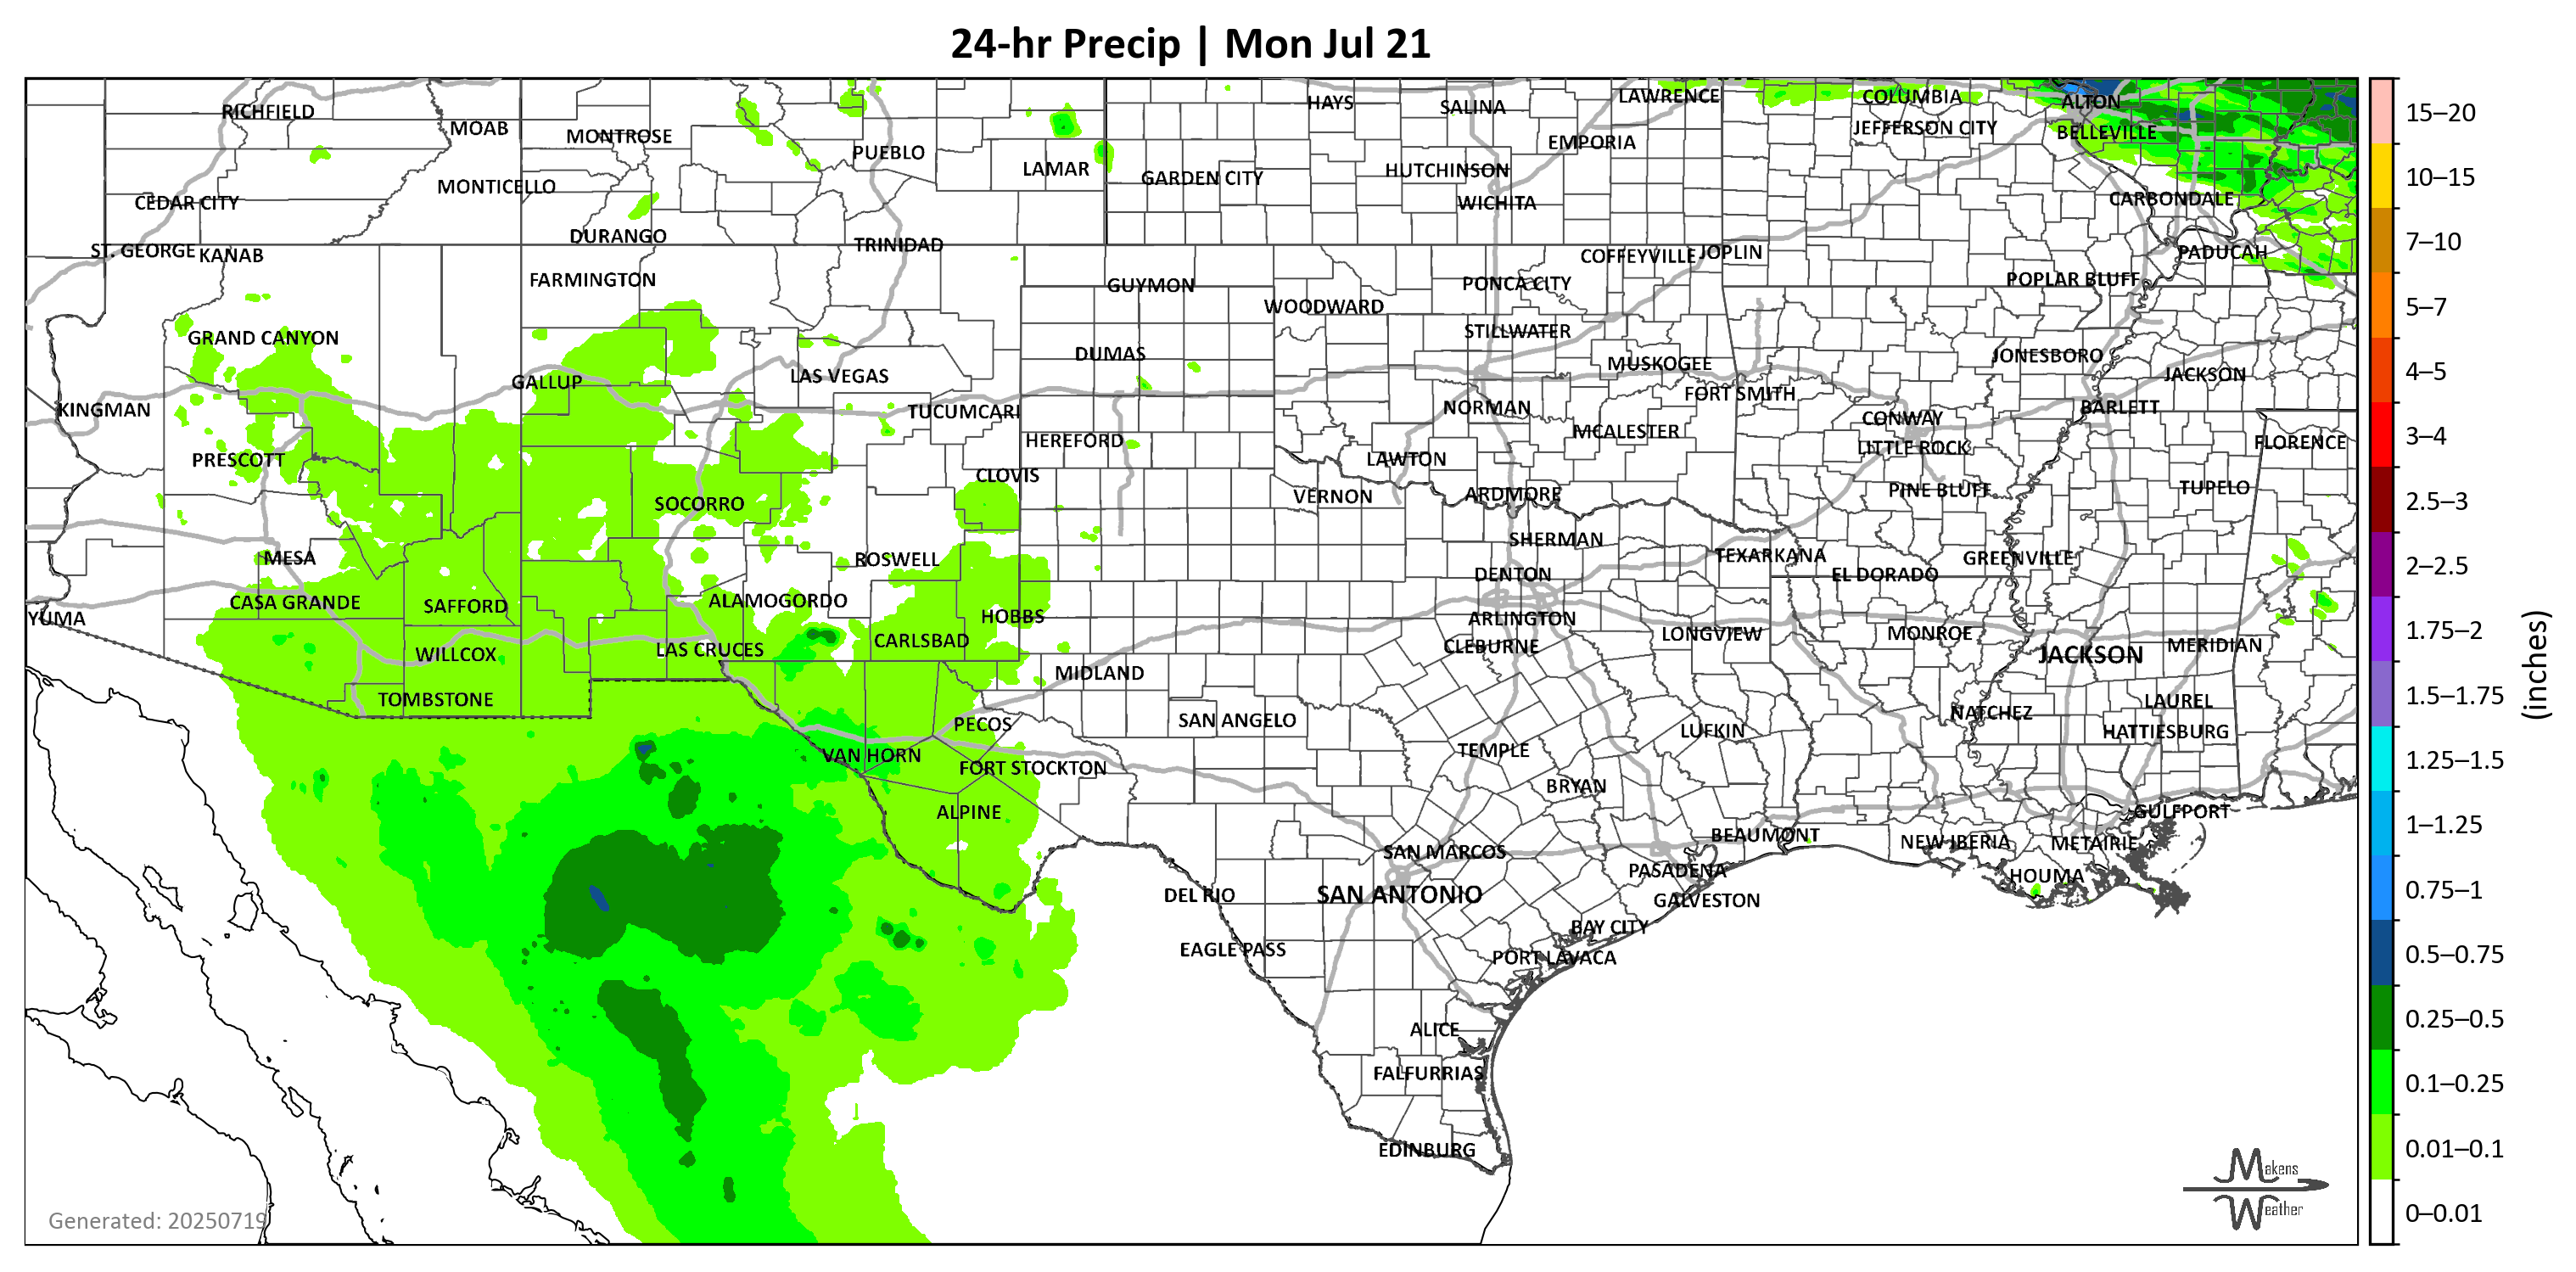 24-hr Precip | Mon Jul 21
RICHFIELD
MOAB
MONTROSE
PUEBLO
LAMAR
HAYS
SALINA
LAWRENCE
COLUMBIA
ALTON
EMPORIA
JEFFERSON CITY
BELLEVILLE
CEDAR CITY
MONTICELLO
GARDEN CITY
HUTCHINSON
WICHITA
CARBONDALE
ST. GEORGE
KANAB
DURANGO
TRINIDAD
COFFEYVILLE
JOPLIN
PADUCAH
FARMINGTON
GUYMON
WOODWARD
PONCA CITY
POPLAR BLUFF
GRAND CANYON
DUMAS
STILLWATER
MUSKOGEE
JONESBORO
GALLUP
LAS VEGAS
FORT SMITH
JACKSON
KINGMAN
TUCUMCARI
NORMAN
CONWAY
BARLETT
PRESCOTT
HEREFORD
MCALESTER
LITTLE ROCK
FLORENCE
CLOVIS
LAWTON
SOCORRO
VERNON
ARDMORE
PINE BLUFF
TUPELO
MESA
ROSWELL
SHERMAN
TEXARKANA
GREENVILLE
DENTON
EL DORADO
YUMA
CASA GRANDE
SAFFORD
ALAMOGORDO
HOBBS
ARLINGTON
WILLCOX
LAS CRUCES
CARLSBAD
CLEBURNE
LONGVIEW
MONROE
JACKSON
MERIDIAN
TOMBSTONE
MIDLAND
PECOS
SAN ANGELO
LUFKIN
NATCHEZ
LAUREL
HATTIESBURG
VAN HORN
FORT STOCKTON
TEMPLE
BRYAN
ALPINE
BEAUMONT
GULFPORT
SAN MARCOS
NEW IBERIA
METAIRIE
DEL RIO
SAN ANTONIO
PASADENA
GALVESTON
HOUMA
EAGLE PASS
BAY CITY
PORT LAVACA
ALICE
FALFURRIAS
EDINBURG
Generated: 20250719
Makens
Weather
15–20
10–15
7–10
5–7
4–5
3–4
2.5–3
2–2.5
1.75–2
1.5–1.75
1.25–1.5
1–1.25
0.75–1
0.5–0.75
0.25–0.5
0.1–0.25
0.01–0.1
0–0.01
(inches)